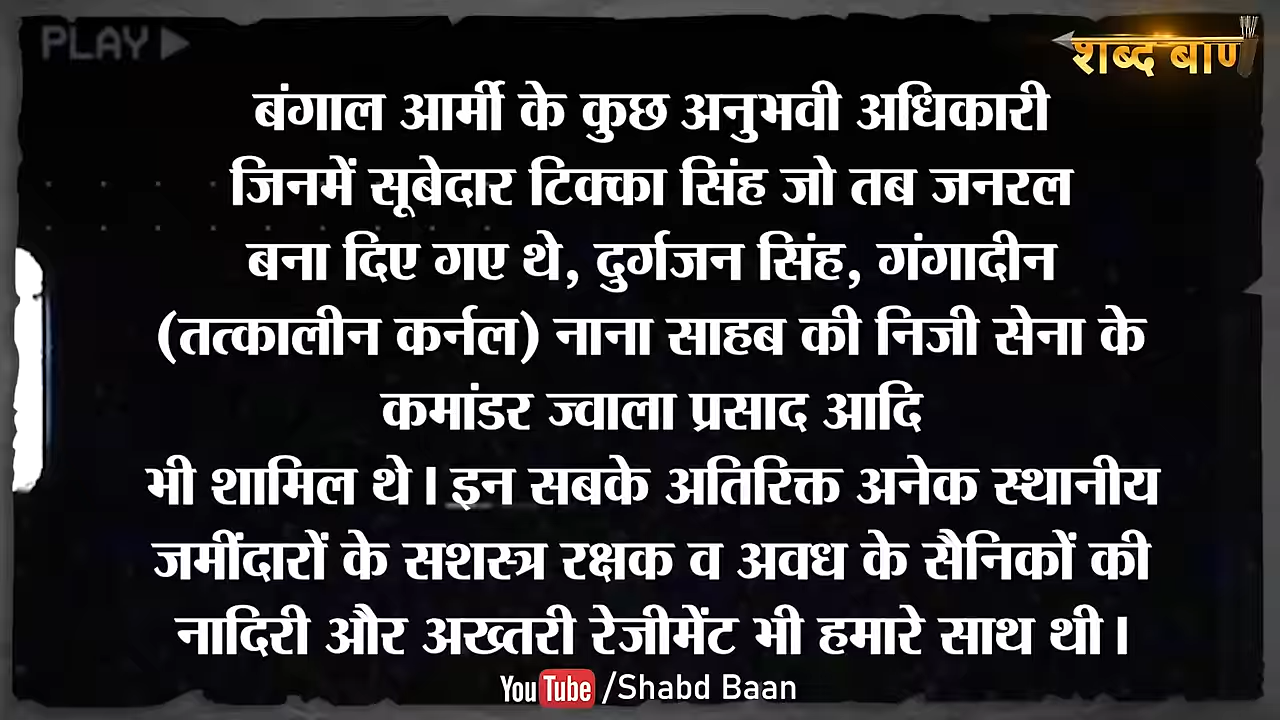 PLAY
शब्द बाण
बंगाल आर्मी के कुछ अनुभवी अधिकारी
जिनमें सूबेदार टिक्का सिंह जो तब जनरल
बना दिए गए थे, दुर्गजन सिंह, गंगादीन
(तत्कालीन कर्नल) नाना साहब की निजी सेना के
कमांडर ज्वाला प्रसाद आदि
भी शामिल थे। इन सबके अतिरिक्त अनेक स्थानीय
जमींदारों के सशस्त्र रक्षक व अवध के सैनिकों की
नादिरी और अख्तरी रेजीमेंट भी हमारे साथ थी।
YouTube /Shabd Baan